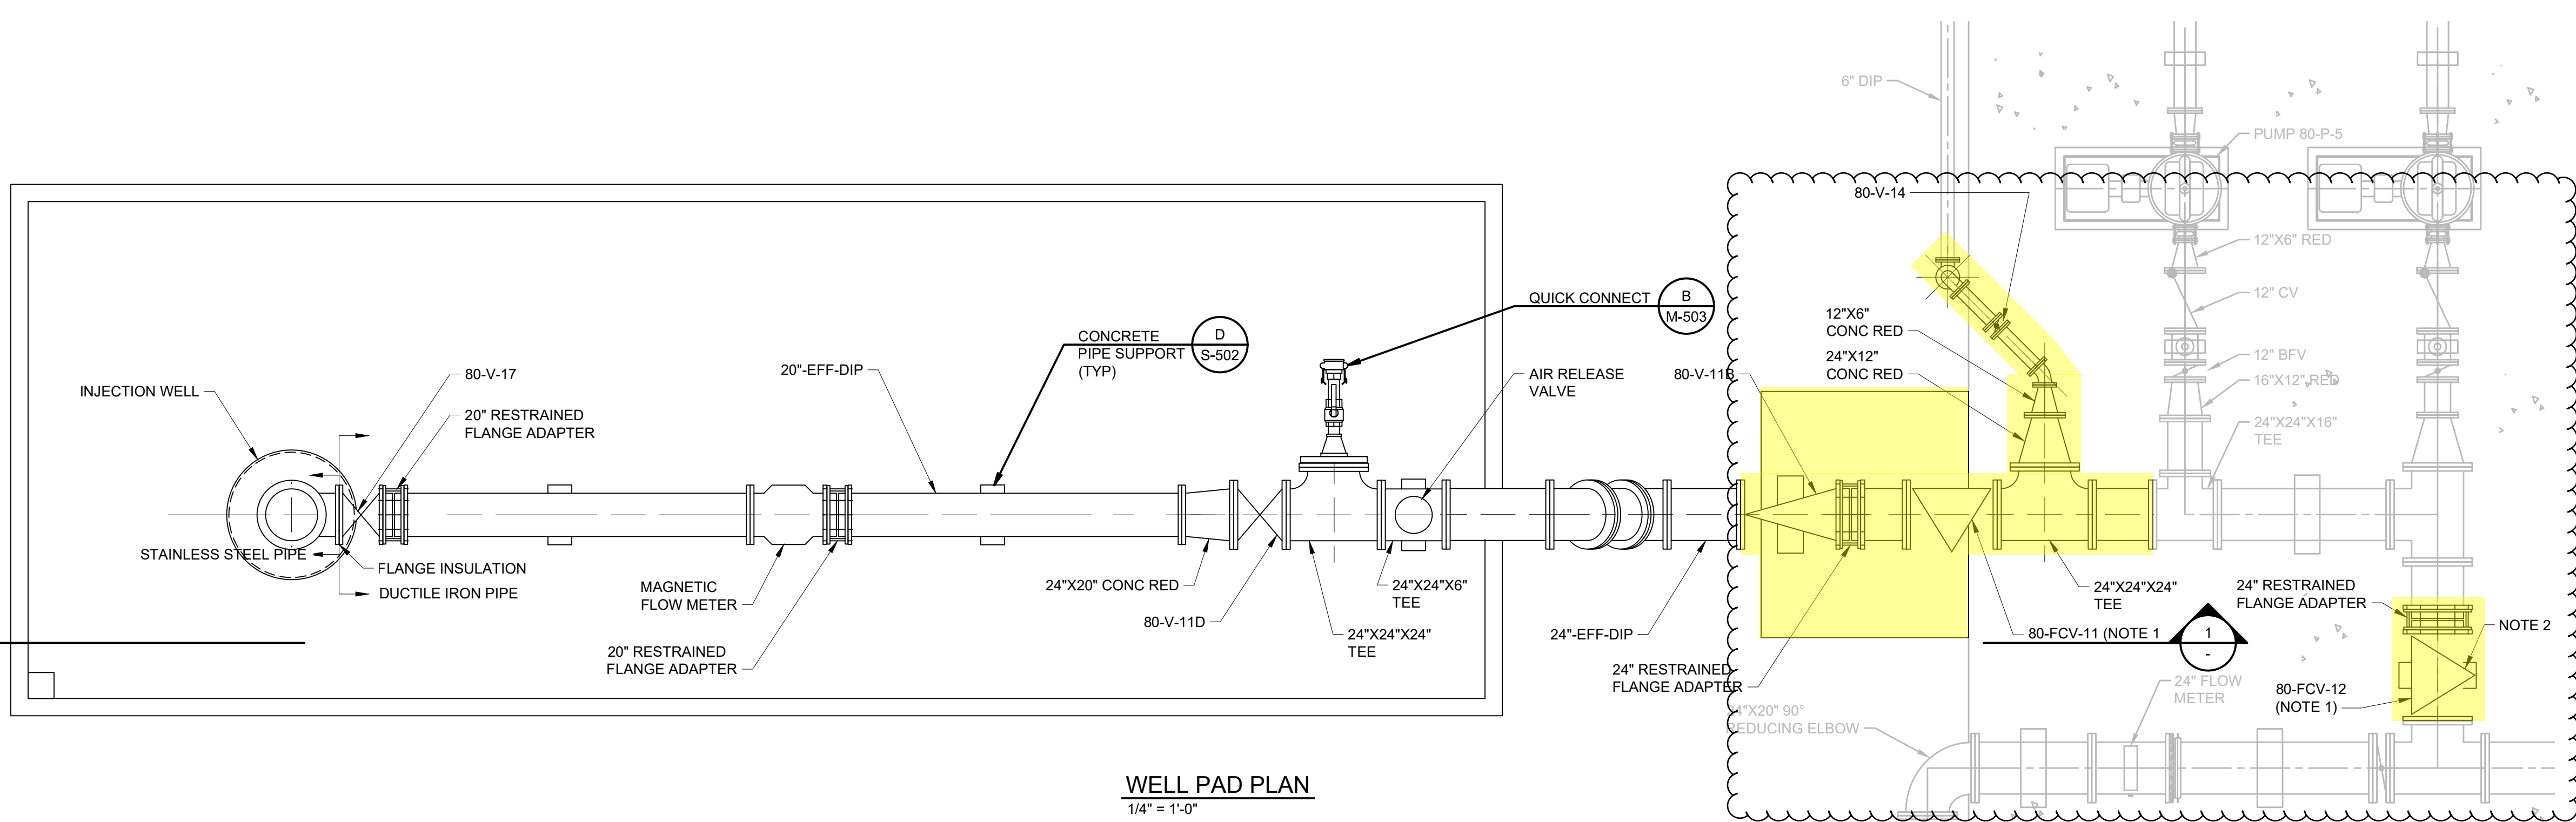 6" DIP
PUMP 80-P-5
80-V-14
12"X6" RED
12" CV
QUICK CONNECT
B
M-503
12"X6"
CONC RED
24"X12"
CONC RED
12" BFV
16"X12" RED
24"X24"X16"
TEE
CONCRETE
PIPE SUPPORT
(TYP)
D
S-502
INJECTION WELL
80-V-17
20" RESTRAINED
FLANGE ADAPTER
20"-EFF-DIP
AIR RELEASE
VALVE
80-V-11B
STAINLESS STEEL PIPE
FLANGE INSULATION
DUCTILE IRON PIPE
MAGNETIC
FLOW METER
24"X20" CONC RED
80-V-11D
24"X24"X6"
TEE
24"X24"X24"
TEE
24"-EFF-DIP
20" RESTRAINED
FLANGE ADAPTER
24" RESTRAINED
FLANGE ADAPTER
24"X24"X24"
TEE
80-FCV-11 (NOTE 1
1
-
24" RESTRAINED
FLANGE ADAPTER
NOTE 2
24" FLOW
METER
80-FCV-12
(NOTE 1)
24"X20" 90°
REDUCING ELBOW
WELL PAD PLAN
1/4" = 1'-0"